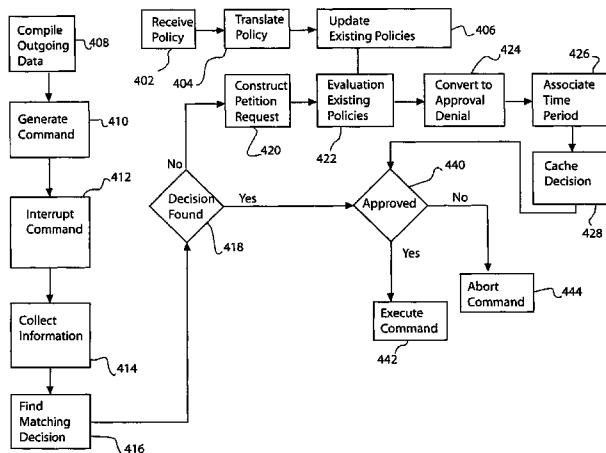 Compile
Outgoing
Data
408
Receive
Policy
402
Translate
Policy
404
Update
Existing Policies
406
Generate
Command
410
Construct
Petition
Request
420
Evaluation
Existing
Policies
422
424
Convert to
Approval
Denial
426
Associate
Time
Period
412
Interrupt
Command
No
Decision
Found
418
Yes
440
Approved
No
Yes
Cache
Decision
428
Collect
Information
414
Execute
Command
442
Abort
Command
444
Find
Matching
Decision
416